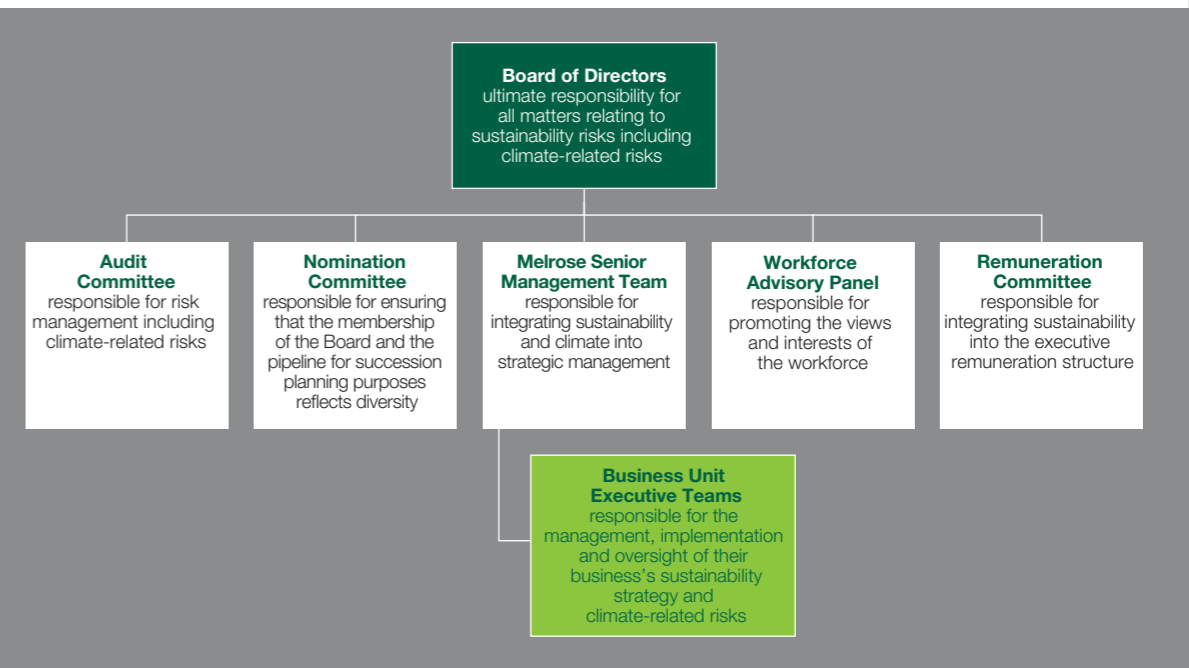 Board of Directors
ultimate responsibility for
all matters relating to
sustainability risks including
climate-related risks
Audit
Committee
responsible for risk
management including
climate-related risks
Nomination
Committee
responsible for ensuring
that the membership
of the Board and the
pipeline for succession
planning purposes
reflects diversity
Melrose Senior
Management Team
responsible for
integrating sustainability
and climate into
strategic management
Workforce
Advisory Panel
responsible for
promoting the views
and interests of
the workforce
Remuneration
Committee
responsible for
integrating sustainability
into the executive
remuneration structure
Business Unit
Executive Teams
responsible for the
management, implementation
and oversight of their
business’s sustainability
strategy and
climate-related risks